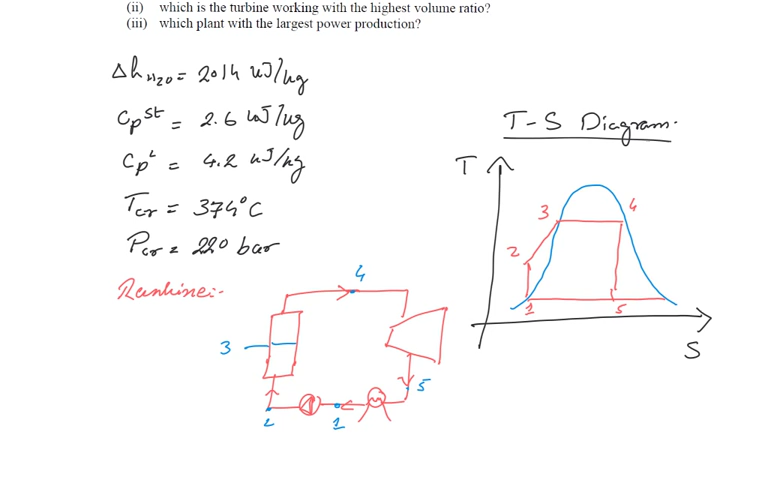 (ii) which is the turbine working with the highest volume ratio?
(iii) which plant with the largest power production?
Δh H2O = 2014 kJ/kg
Cp st = 2.6 kJ/kg
Cp L = 4.2 kJ/kg
Tcr = 374°C
Pcr = 220 bar
Rankine:-
4
3
5
2
1
T-S Diagram.
T
3
4
2
1
5
S